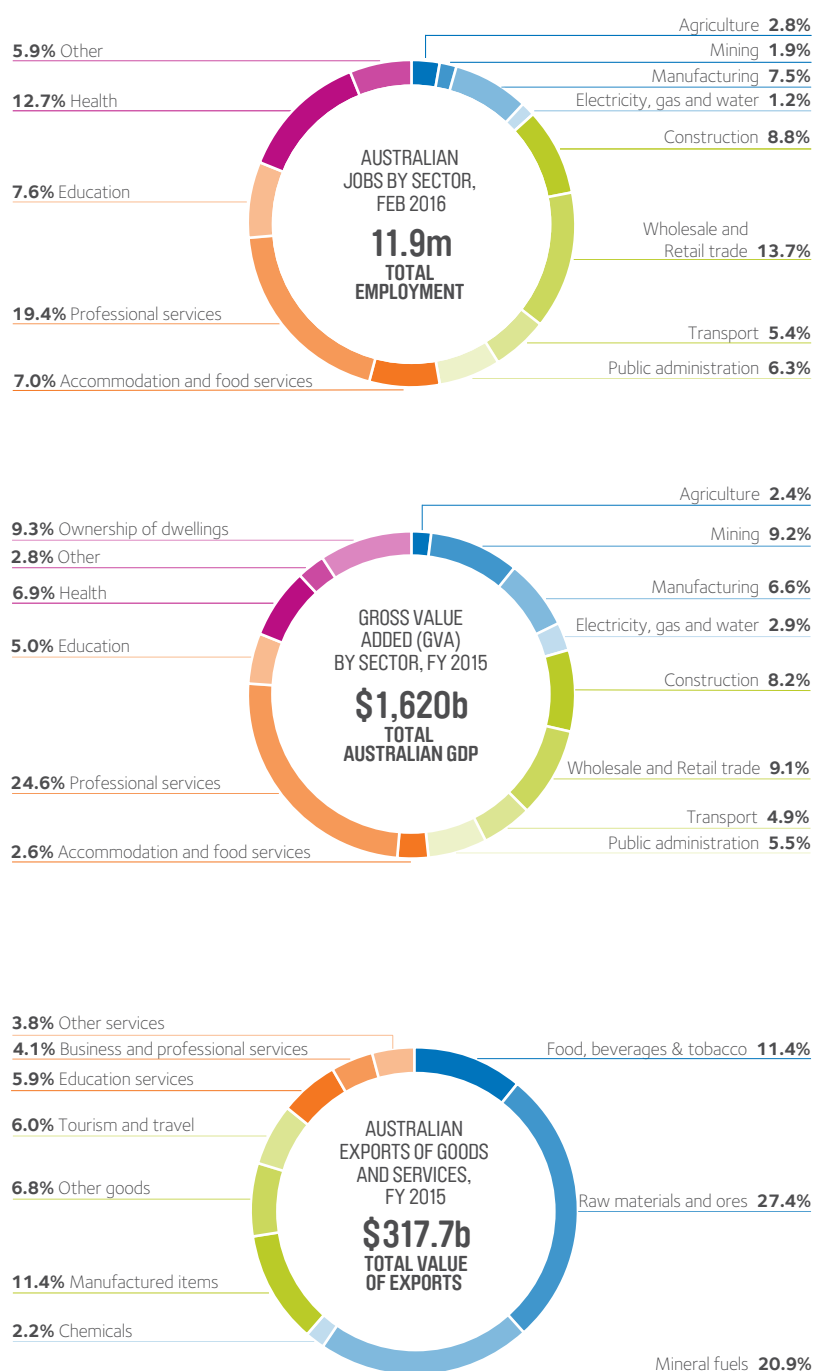 Agriculture 2.8%
5.9% Other
Mining 1.9%
Manufacturing 7.5%
12.7% Health
Electricity, gas and water 1.2%
Construction 8.8%
AUSTRALIAN
JOBS BY SECTOR,
FEB 2016
11.9m
TOTAL
EMPLOYMENT
7.6% Education
Wholesale and
Retail trade 13.7%
19.4% Professional services
Transport 5.4%
Public administration 6.3%
7.0% Accommodation and food services
Agriculture 2.4%
9.3% Ownership of dwellings
Mining 9.2%
2.8% Other
6.9% Health
Manufacturing 6.6%
GROSS VALUE
ADDED (GVA)
BY SECTOR, FY 2015
$1,620b
TOTAL
AUSTRALIAN GDP
Electricity, gas and water 2.9%
5.0% Education
Construction 8.2%
Wholesale and Retail trade 9.1%
24.6% Professional services
Transport 4.9%
Public administration 5.5%
2.6% Accommodation and food services
3.8% Other services
4.1% Business and professional services
Food, beverages & tobacco 11.4%
5.9% Education services
6.0% Tourism and travel
AUSTRALIAN
EXPORTS OF GOODS
AND SERVICES,
FY 2015
$317.7b
TOTAL VALUE
OF EXPORTS
6.8% Other goods
Raw materials and ores 27.4%
11.4% Manufactured items
2.2% Chemicals
Mineral fuels 20.9%